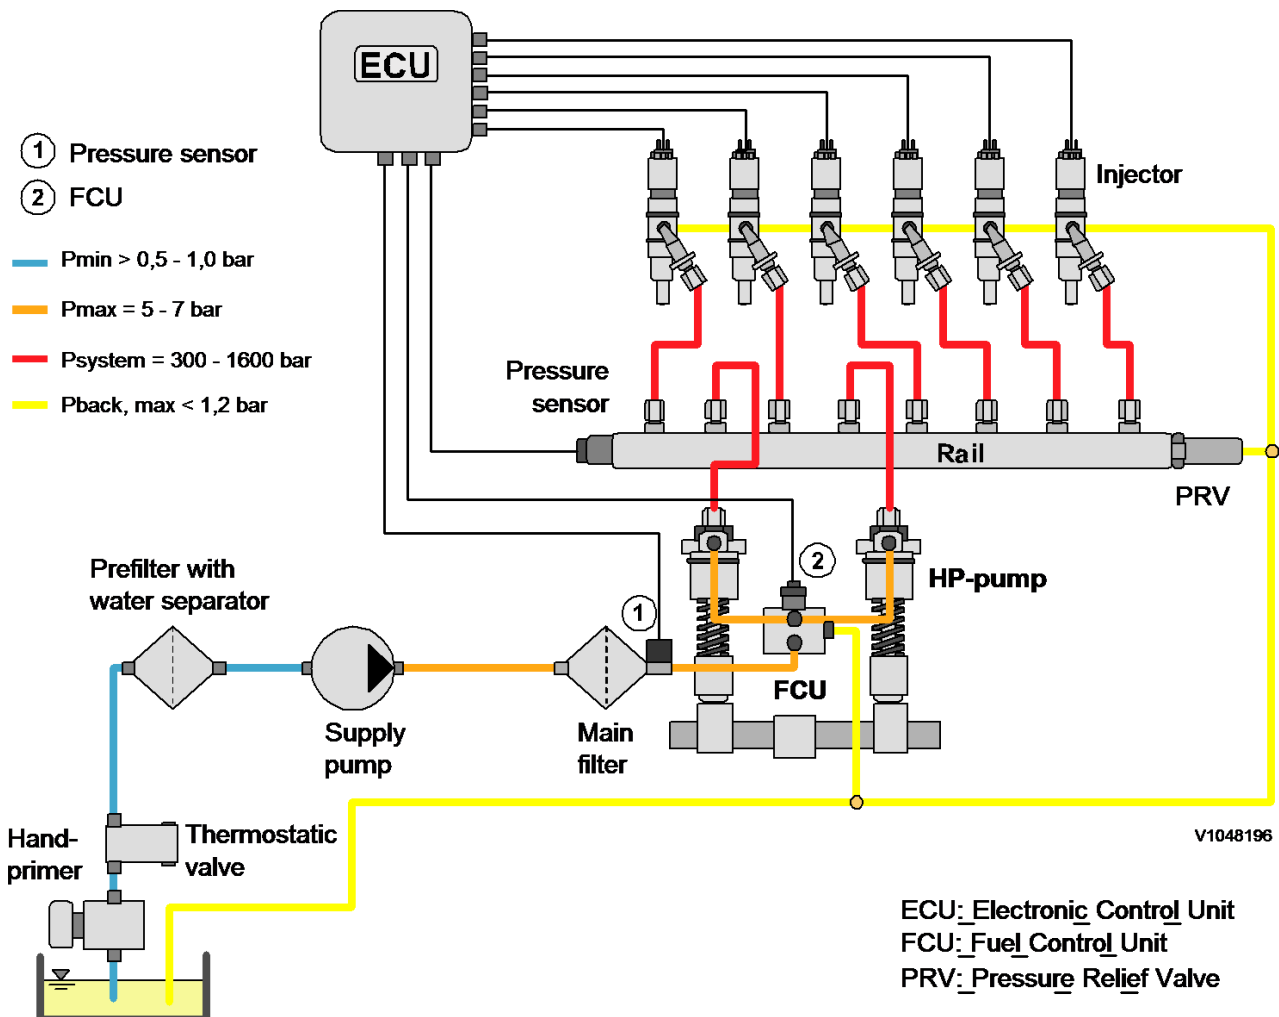 ECU
1 Pressure sensor
2 FCU
Pmin > 0,5 - 1,0 bar
Pmax = 5 - 7 bar
Psystem = 300 - 1600 bar
Pback, max < 1,2 bar
Injector
Pressure
sensor
Rail
PRV
HP-pump
2
1
FCU
Prefilter with
water separator
Supply
pump
Main
filter
Hand-
primer
Thermostatic
valve
V1048196
ECU: Electronic Control Unit
FCU: Fuel Control Unit
PRV: Pressure Relief Valve